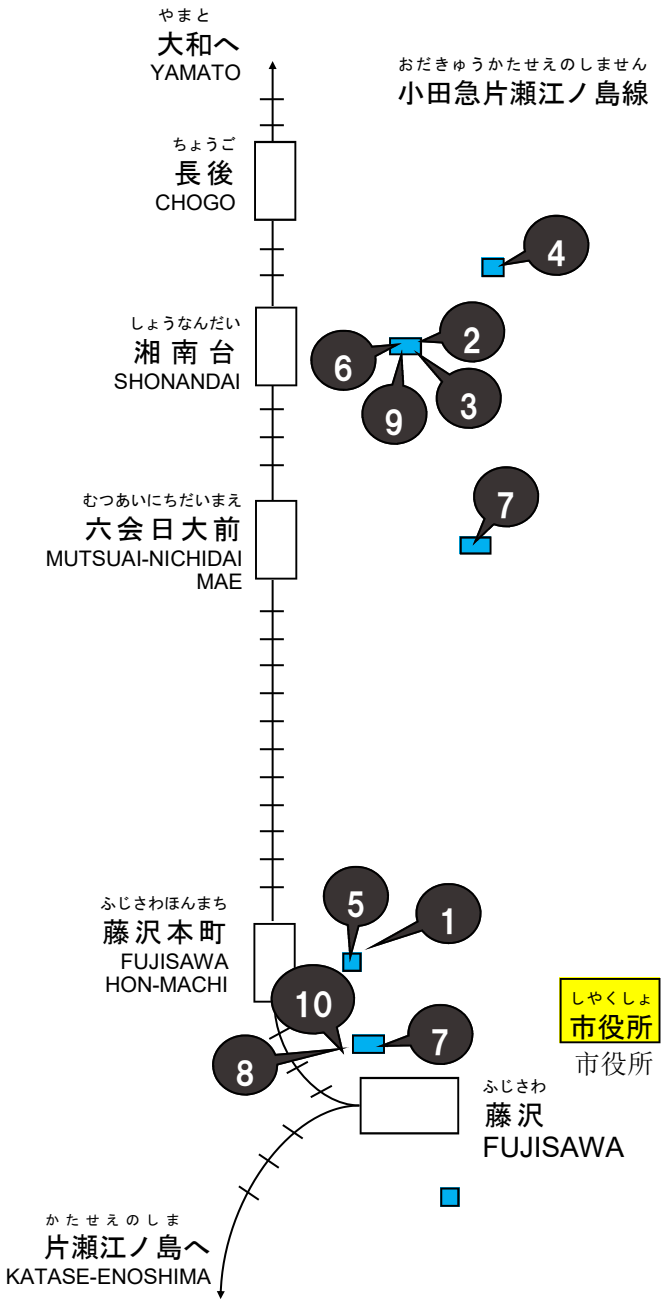 やまと
大和へ
YAMATO
おだきゅうかたせえのしません
小田急片瀬江ノ島線
ちょうご
長後
CHOGO
4
しょうなんだい
湘南台
SHONANDAI
2
6
3
9
むつあいにちだいまえ
六会日大前
MUTSUAI-NICHIDAI
MAE
7
ふじさわほんまち
藤沢本町
FUJISAWA
HON-MACHI
5
1
10
7
8
しやくしょ
市役所
市役所
ふじさわ
藤沢
FUJISAWA
かたせえのしま
片瀬江ノ島へ
KATASE-ENOSHIMA